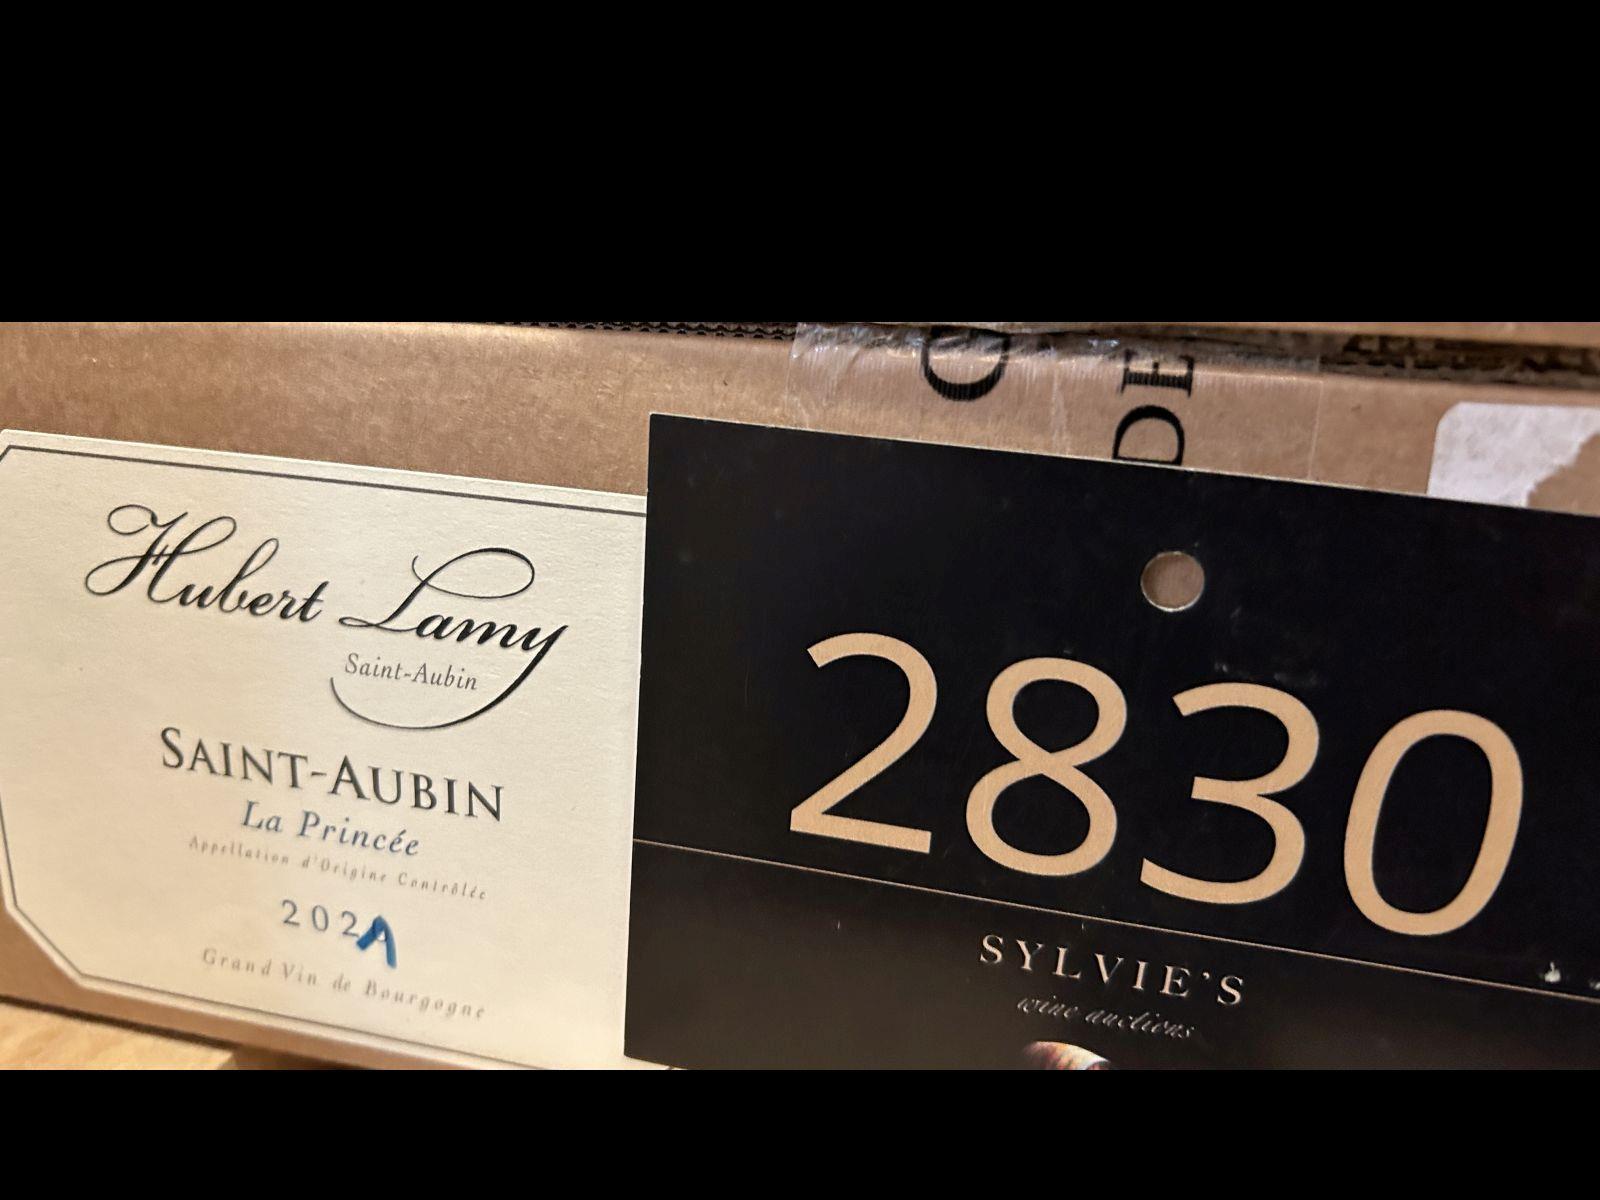 Hubert Lamy
Saint-Aubin
SAINT-AUBIN
La Princée
Appellation d'Origine Contrôlée
2021
Grand Vin de Bourgogne
DE
2830
SYLVIE'S
wine auctions